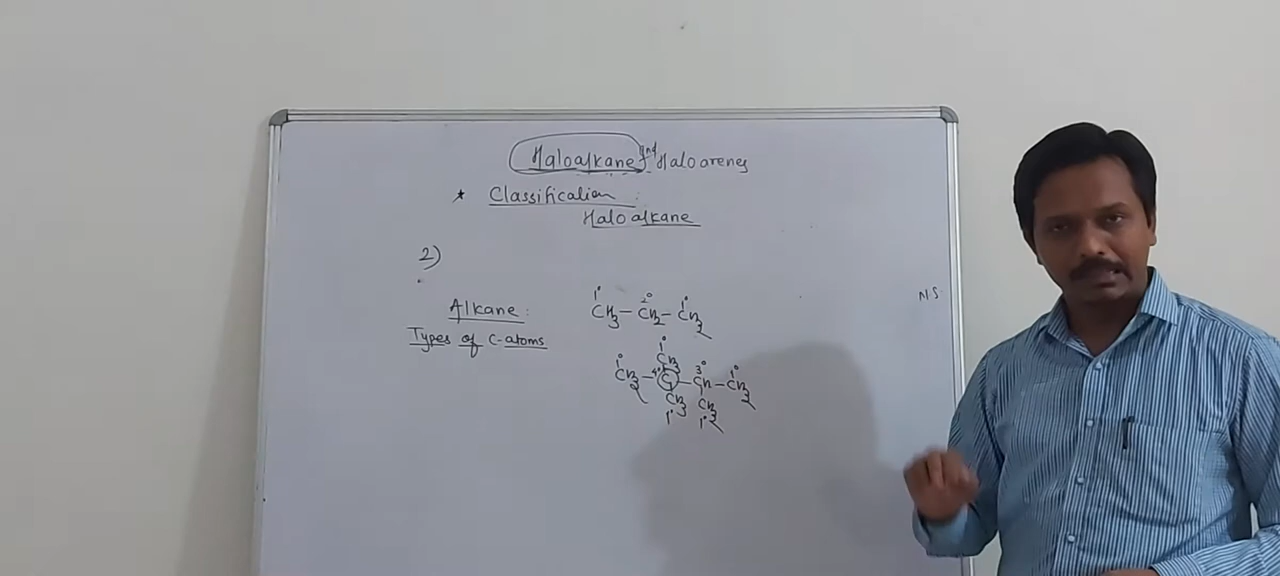 Haloalkanes and Haloarenes
* Classification :
Haloalkane
2)
Alkane :
Types of C-atoms
1° 2° 1°
CH3 – CH2 – CH3
1°
CH3
1° 4° 3° 1°
CH3 – C – CH – CH3
CH3 CH3
1° 1°
NS